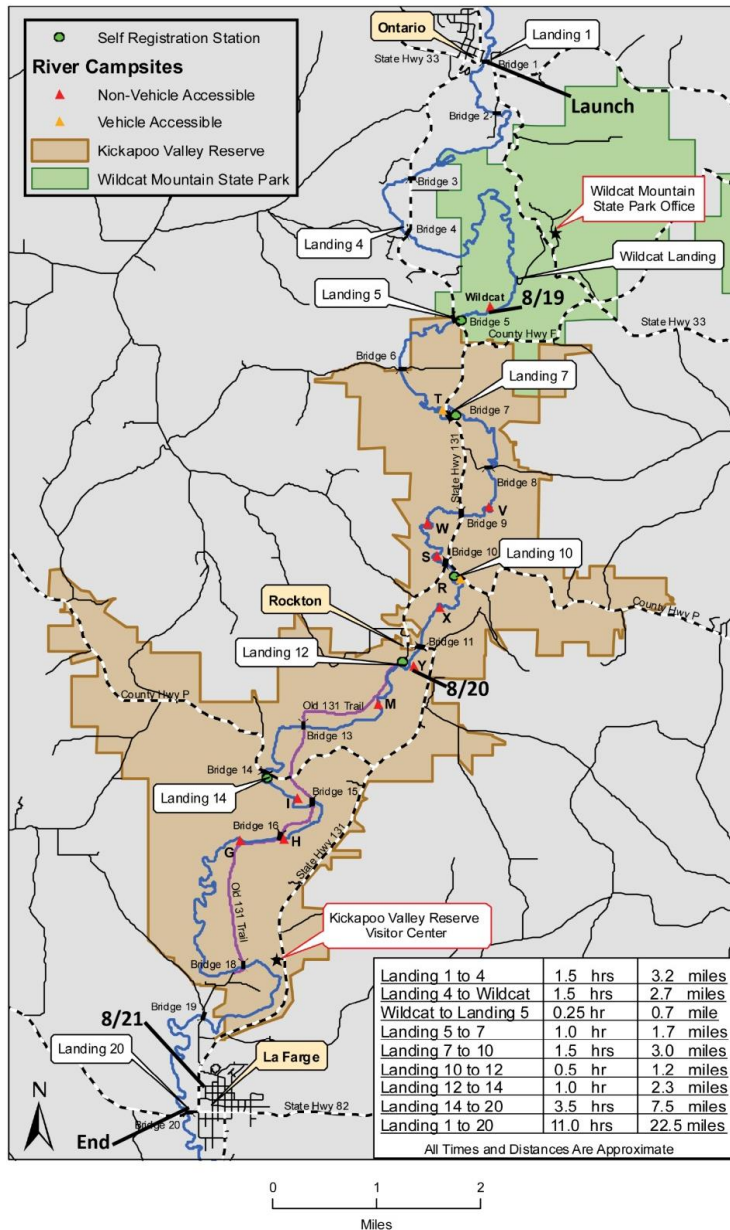 Self Registration Station
River Campsites
Non-Vehicle Accessible
Vehicle Accessible
Kickapoo Valley Reserve
Wildcat Mountain State Park
Ontario
Landing 1
State Hwy 33
Bridge 1
Launch
Bridge 2
Bridge 3
Wildcat Mountain
State Park Office
Bridge 4
Landing 4
Wildcat Landing
Landing 5
Wildcat
8/19
Bridge 5
County Hwy F
State Hwy 33
Bridge 6
Landing 7
T
Bridge 7
State Hwy 131
Bridge 8
V
W
Bridge 9
S
Bridge 10
Landing 10
R
Rockton
X
County Hwy P
Bridge 11
Landing 12
Y
8/20
County Hwy P
Old 131 Trail
M
Bridge 13
Bridge 14
Landing 14
I
Bridge 15
Bridge 16
H
G
State Hwy 131
Old 131 Trail
Kickapoo Valley Reserve
Visitor Center
Bridge 18
Bridge 19
8/21
Landing 20
La Farge
N
State Hwy 82
End
Bridge 20
Landing 1 to 4 1.5 hrs 3.2 miles
Landing 4 to Wildcat 1.5 hrs 2.7 miles
Wildcat to Landing 5 0.25 hr 0.7 mile
Landing 5 to 7 1.0 hr 1.7 miles
Landing 7 to 10 1.5 hrs 3.0 miles
Landing 10 to 12 0.5 hr 1.2 miles
Landing 12 to 14 1.0 hr 2.3 miles
Landing 14 to 20 3.5 hrs 7.5 miles
Landing 1 to 20 11.0 hrs 22.5 miles
All Times and Distances Are Approximate
0 1 2
Miles